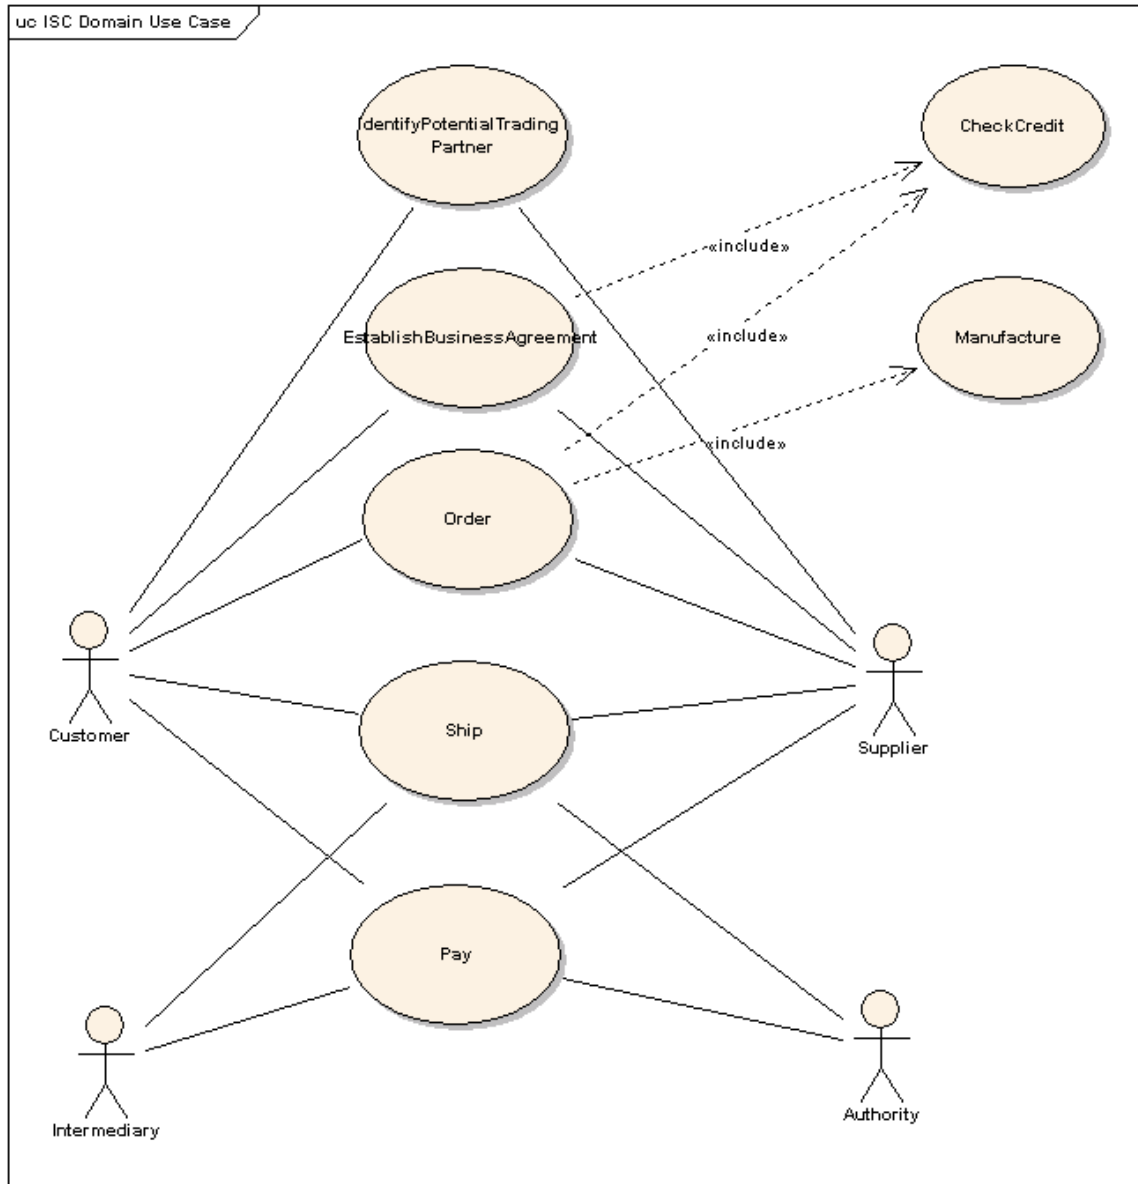 uc ISC Domain Use Case
dentifyPotentialTrading
Partner
CheckCredit
«include»
EstablishBusinessAgreement
«include»
Manufacture
«include»
Order
Customer
Ship
Supplier
Pay
Intermediary
Authority